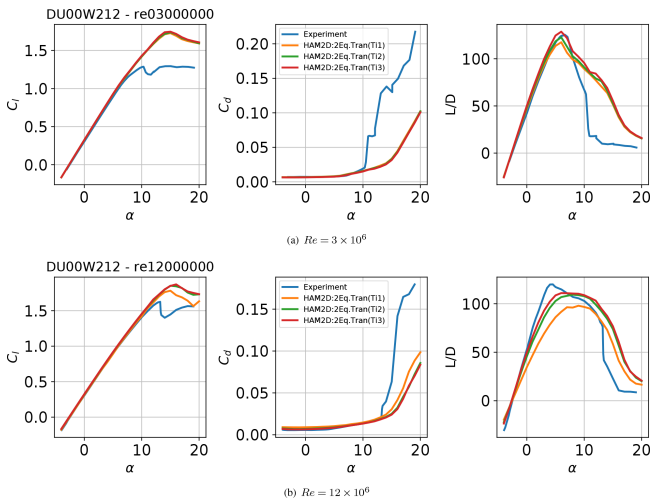 DU00W212 - re03000000
C_l
1.5
1.0
0.5
0.0
0 10 20
α
C_d
0.20
0.15
0.10
0.05
0.00
0 10 20
α
Experiment
HAM2D:2Eq.Tran(Ti1)
HAM2D:2Eq.Tran(Ti2)
HAM2D:2Eq.Tran(Ti3)
L/D
100
50
0
0 10 20
α
(a) Re = 3 × 10⁶
DU00W212 - re12000000
C_l
1.5
1.0
0.5
0.0
0 10 20
α
C_d
0.15
0.10
0.05
0.00
0 10 20
α
Experiment
HAM2D:2Eq.Tran(Ti1)
HAM2D:2Eq.Tran(Ti2)
HAM2D:2Eq.Tran(Ti3)
L/D
100
50
0
0 10 20
α
(b) Re = 12 × 10⁶